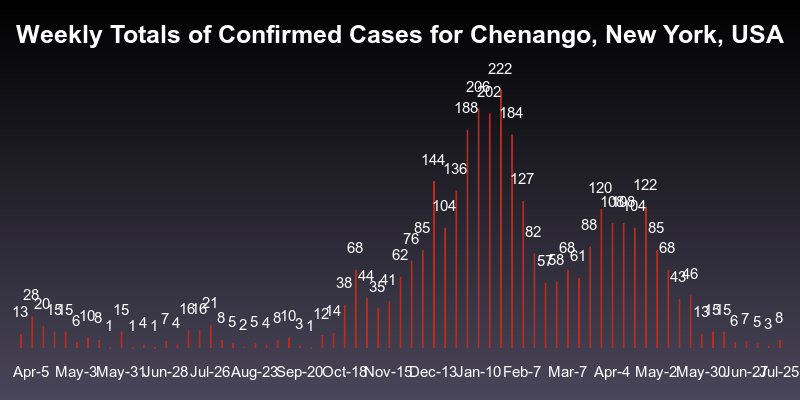 Weekly Totals of Confirmed Cases for Chenango, New York, USA
13 28 20 15 15 6 10 8 1 15 1 4 1 7 4 16 16 21 8 5 2 5 4 8 10 3 1 12 14 38 68 44 35 41 62 76 85 144 104 136 188 206 202 222 184 127 82 57 58 68 61 88 120 108 108 104 122 85 68 43 46 13 15 15 6 7 5 3 8
Apr-5 May-3 May-31 Jun-28 Jul-26 Aug-23 Sep-20 Oct-18 Nov-15 Dec-13 Jan-10 Feb-7 Mar-7 Apr-4 May-2 May-30 Jun-27 Jul-25